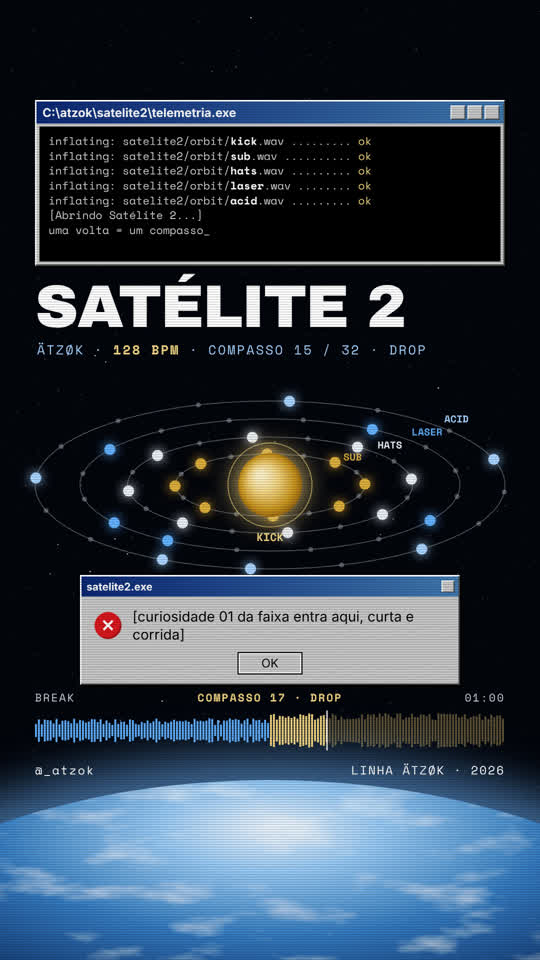 C:\atzok\satelite2\telemetria.exe
inflating: satelite2/orbit/kick.wav ......... ok
inflating: satelite2/orbit/sub.wav .......... ok
inflating: satelite2/orbit/hats.wav ......... ok
inflating: satelite2/orbit/laser.wav ........ ok
inflating: satelite2/orbit/acid.wav ......... ok
[Abrindo Satélite 2...]
uma volta = um compasso_
SATÉLITE 2
ÄTZØK · 128 BPM · COMPASSO 15 / 32 · DROP
ACID
LASER
HATS
SUB
KICK
satelite2.exe
[curiosidade 01 da faixa entra aqui, curta e
corrida]
OK
BREAK
COMPASSO 17 · DROP
01:00
@_atzok
LINHA ÄTZØK · 2026